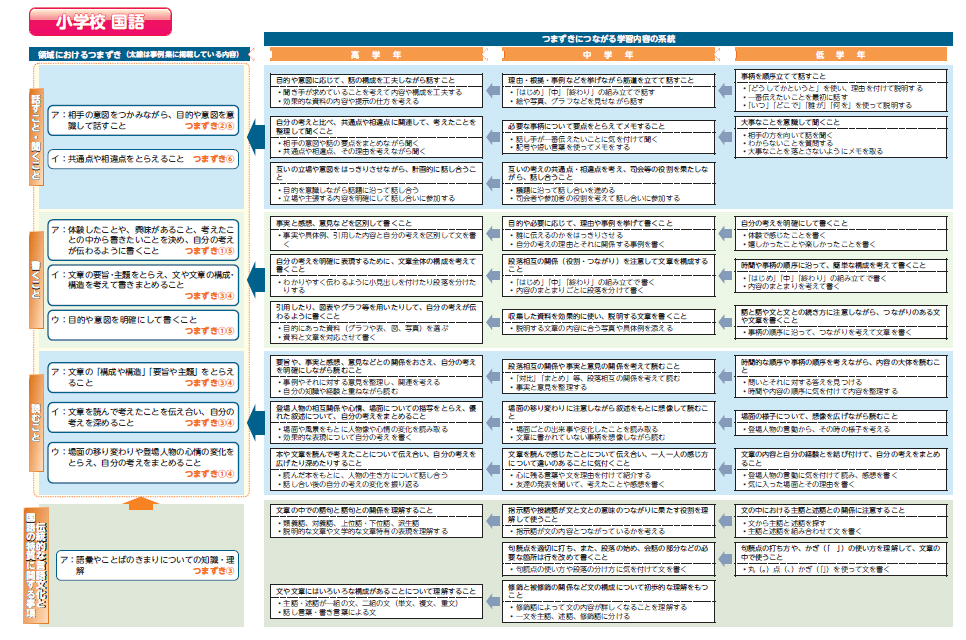 小学校 国語
領域におけるつまずき（太線は事例集に掲載している内容）
つまずきにつながる学習内容の系統
高　学　年
中　学　年
低　学　年
話すこと・聞くこと
ア：相手の意図をつかみながら、目的や意図を意
識して話すこと
つまずき②⑥
イ：共通点や相違点をとらえること　つまずき⑥
目的や意図に応じて、話の構成を工夫しながら話すこと
・聞き手が求めていることを考えて内容や構成を工夫する
・効果的な資料の内容や提示の仕方を考える
理由・根拠・事例などを挙げながら筋道を立てて話すこと
・「はじめ」「中」「終わり」の組み立てで話す
・絵や写真、グラフなどを見せながら話す
事柄を順序立てて話すこと
・「どうしてかというと」を使い、理由を付けて説明する
・一番伝えたいことを最初に話す
・「いつ」「どこで」「誰が」「何を」を使って説明する
自分の考えと比べ、共通点や相違点に関連して、考えたことを
整理して聞くこと
・相手の意図や話の要点をまとめながら聞く
・共通点や相違点、その理由を考えながら聞く
必要な事柄について要点をとらえてメモすること
・話し手が一番伝えたいことに気を付けて聞く
・記号や短い言葉を使ってメモをする
大事なことを意識して聞くこと
・相手の方を向いて話を聞く
・わからないことを質問する
・大事なことを落とさないようにメモを取る
互いの立場や意図をはっきりさせながら、計画的に話し合うこ
と
・目的を意識しながら話題に沿って話し合う
・立場や主張する内容を明確にして話し合いに参加する
互いの考えの共通点・相違点を考え、司会等の役割を果たしな
がら、話し合うこと
・議題に沿って話し合いを進める
・司会者や参加者の役割を考えて話し合いに参加する
書くこと
ア：体験したことや、興味があること、考えたこ
との中から書きたいことを決め、自分の考え
が伝わるように書くこと
つまずき①⑤
イ：文章の要旨・主題をとらえ、文や文章の構成・
構造を考えて書きまとめること
つまずき③④
ウ：目的や意図を明確にして書くこと
つまずき①⑤
事実と感想、意見などを区別して書くこと
・事実や具体例、引用した内容と自分の考えを区別して文を書
く
目的や必要に応じて、理由や事例を挙げて書くこと
・誰に伝えるのかをはっきりさせる
・自分の考えの理由とそれに関係する事例を書く
自分の考えを明確にして書くこと
・体験で感じたことを書く
・嬉しかったことや楽しかったことを書く
自分の考えを明確に表現するために、文章全体の構成を考えて
書くこと
・わかりやすく伝わるように小見出しを付けたり段落を分けた
りする
段落相互の関係（役割・つながり）を注意して文章を構成する
こと
・「はじめ」「中」「終わり」の組み立てで書く
・内容のまとまりごとに段落を分けて書く
時間や事柄の順序に沿って、簡単な構成を考えて書くこと
・「はじめ」「中」「終わり」の組み立てで書く
・内容のまとまりを考えて書く
引用したり、図表やグラフ等を用いたりして、自分の考えが伝
わるように書くこと
・目的にあった資料（グラフや表、図、写真）を選ぶ
・資料と文章を対応させて書く
収集した資料を効果的に使い、説明する文章を書くこと
・説明する文章の内容に合う写真や具体例を添える
語と語や文と文との続き方に注意しながら、つながりのある文
や文章を書くこと
・事柄の順序に沿って、つながりを考えて文章を書く
読むこと
ア：文章の「構成や構造」「要旨や主題」をとらえ
ること
つまずき③④
イ：文章を読んで考えたことを伝え合い、自分の
考えを深めること
つまずき③④
ウ：場面の移り変わりや登場人物の心情の変化を
とらえ、自分の考えをまとめること
つまずき①④
要旨や、事実と感想、意見などとの関係をおさえ、自分の考え
を明確にしながら読むこと
・事例やそれに対する意見を整理し、関連を考える
・自分の知識や経験と重ねながら読む
段落相互の関係や事実と意見の関係を考えて読むこと
・「対比」「まとめ」等、段落相互の関係を考えて読む
・事実と意見を整理する
時間的な順序や事柄の順序を考えながら、内容の大体を読むこ
と
・問いとそれに対する答えを見つける
・時間や内容の順に気を付けて内容を整理する
登場人物の相互関係や心情、場面についての描写をとらえ、優
れた叙述について、自分の考えをまとめること
・場面や風景をもとに人物像や心情の変化を読み取る
・効果的な表現について自分の考えを書く
場面の移り変わりに注意しながら叙述をもとに想像して読むこ
と
・場面ごとの出来事や変化したことを読み取る
・文章に書かれていない事柄を想像しながら読む
場面の様子について、想像を広げながら読むこと
・登場人物の言動から、その時の様子を考える
本や文章を読んで考えたことについて伝え合い、自分の考えを
広げたり深めたりすること
・読んだ本をもとに、人物の生き方について話し合う
・話し合い後の自分の考えの変化を振り返る
文章を読んで感じたことについて伝え合い、一人一人の感じ方
について違いのあることに気付くこと
・心に残る言葉や文を理由を付けて紹介する
・友達の発表を聞いて、考えたことや感想を書く
文章の内容と自分の経験とを結び付けて、自分の考えをまとめ
ること
・登場人物の言動に気を付けて読み、感想を書く
・気に入った場面とその理由を書く
伝統的な言語文化と
国語の特質に関する事項
ア：語彙やことばのきまりについての知識・理
解
つまずき③
文章の中での語句と語句との関係を理解すること
・類義語、対義語、上位語・下位語、派生語
・説明的な文章や文学的な文章特有の表現を理解する
指示語や接続語が文と文との意味のつながりに果たす役割を理
解して使うこと
・指示語が文の内容とつながっているかを考える
文の中における主語と述語との関係に注意すること
・文から主語と述語を探す
・主語と述語を組み合わせて文を書く
句読点を適切に打ち、また、段落の始め、会話の部分などの必
要な箇所は行を改めて書くこと
・句読点の使い方や段落の分け方に気を付けて文を書く
句読点の打ち方や、かぎ（「　」）の使い方を理解して、文章の
中で使うこと
・丸（。）点（、）かぎ（「」）を使って文を書く
文や文章にはいろいろな構成があることについて理解すること
・主語・述語が一組の文、二組の文（単文、複文、重文）
・話し言葉・書き言葉による文
修飾と被修飾の関係など文の構成について初歩的な理解をもつ
こと
・修飾語によって文の内容が詳しくなることを理解する
・一文を主語、述語、修飾語に分ける